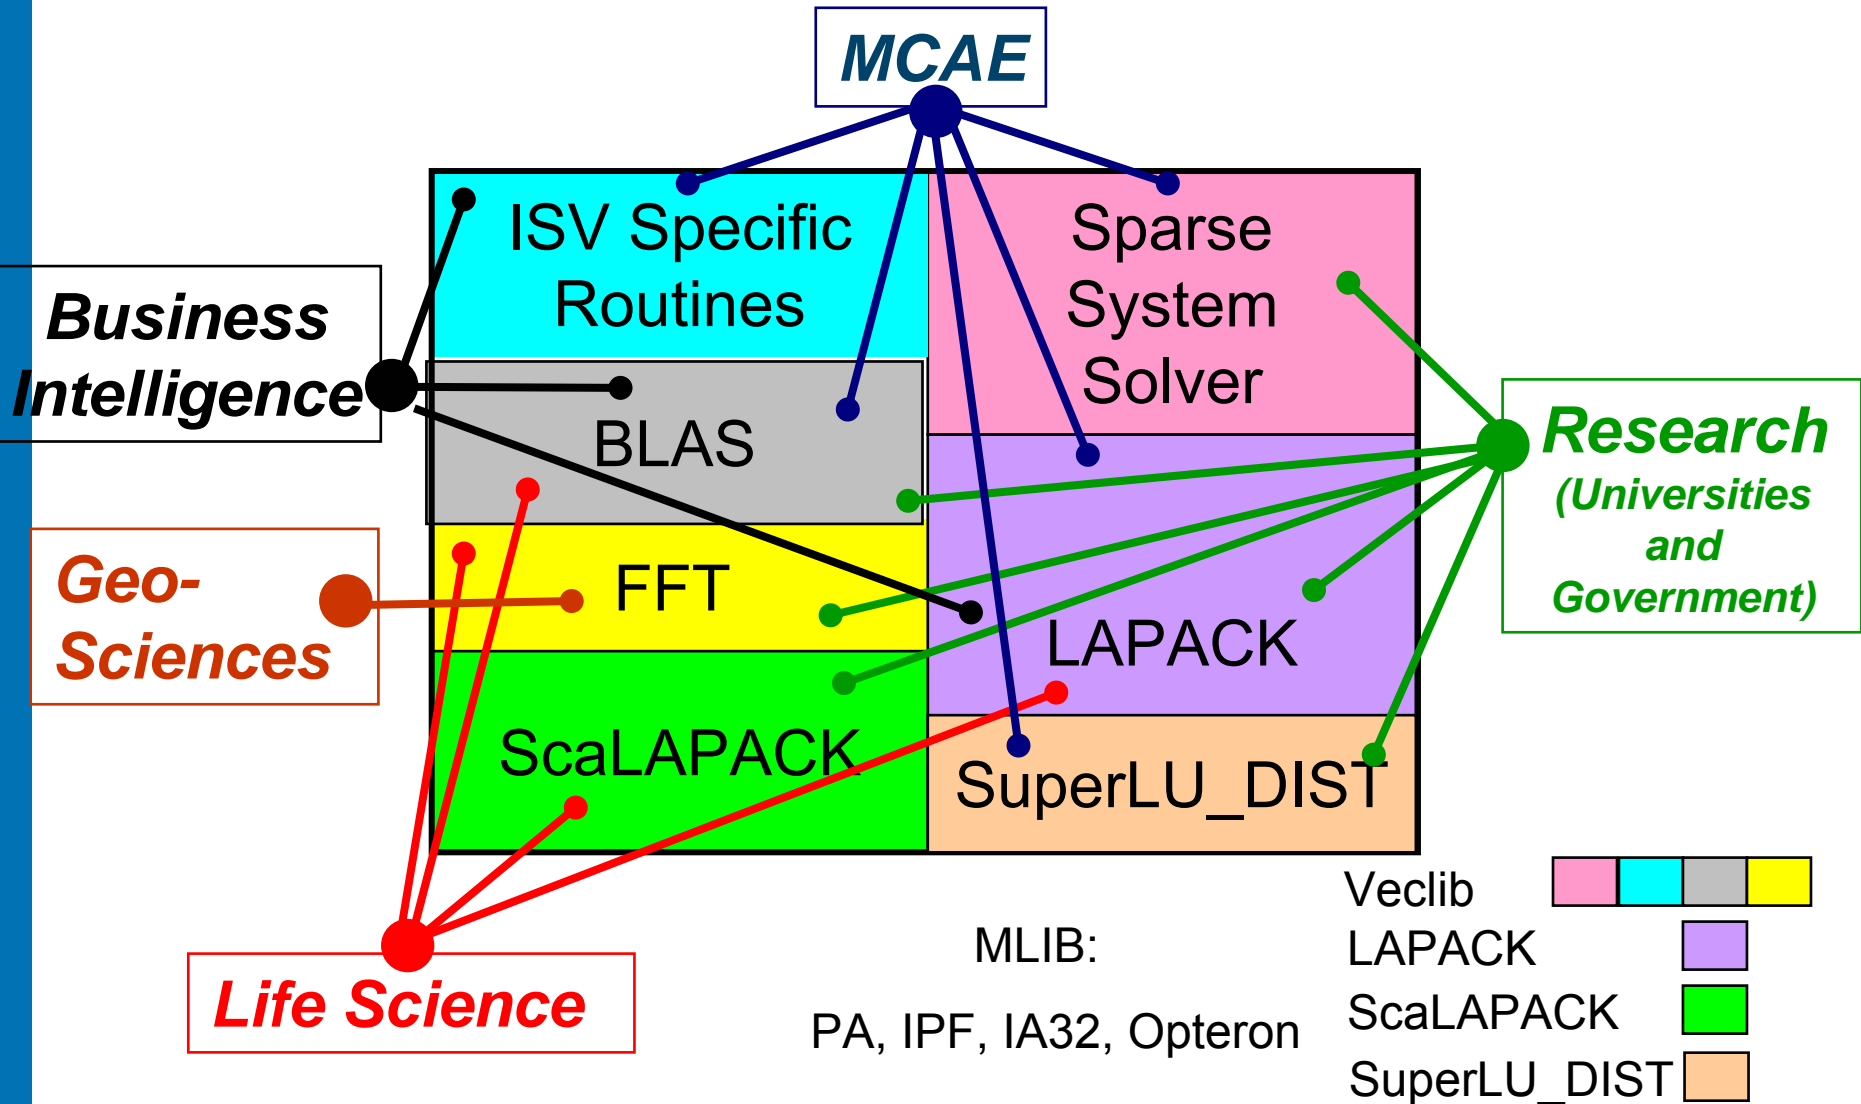 MCAE
ISV Specific
Routines
Sparse
System
Solver
Business
Intelligence
BLAS
Research
(Universities
and
Government)
Geo-
Sciences
FFT
LAPACK
ScaLAPACK
SuperLU_DIST
Life Science
MLIB:
PA, IPF, IA32, Opteron
Veclib
LAPACK
ScaLAPACK
SuperLU_DIST